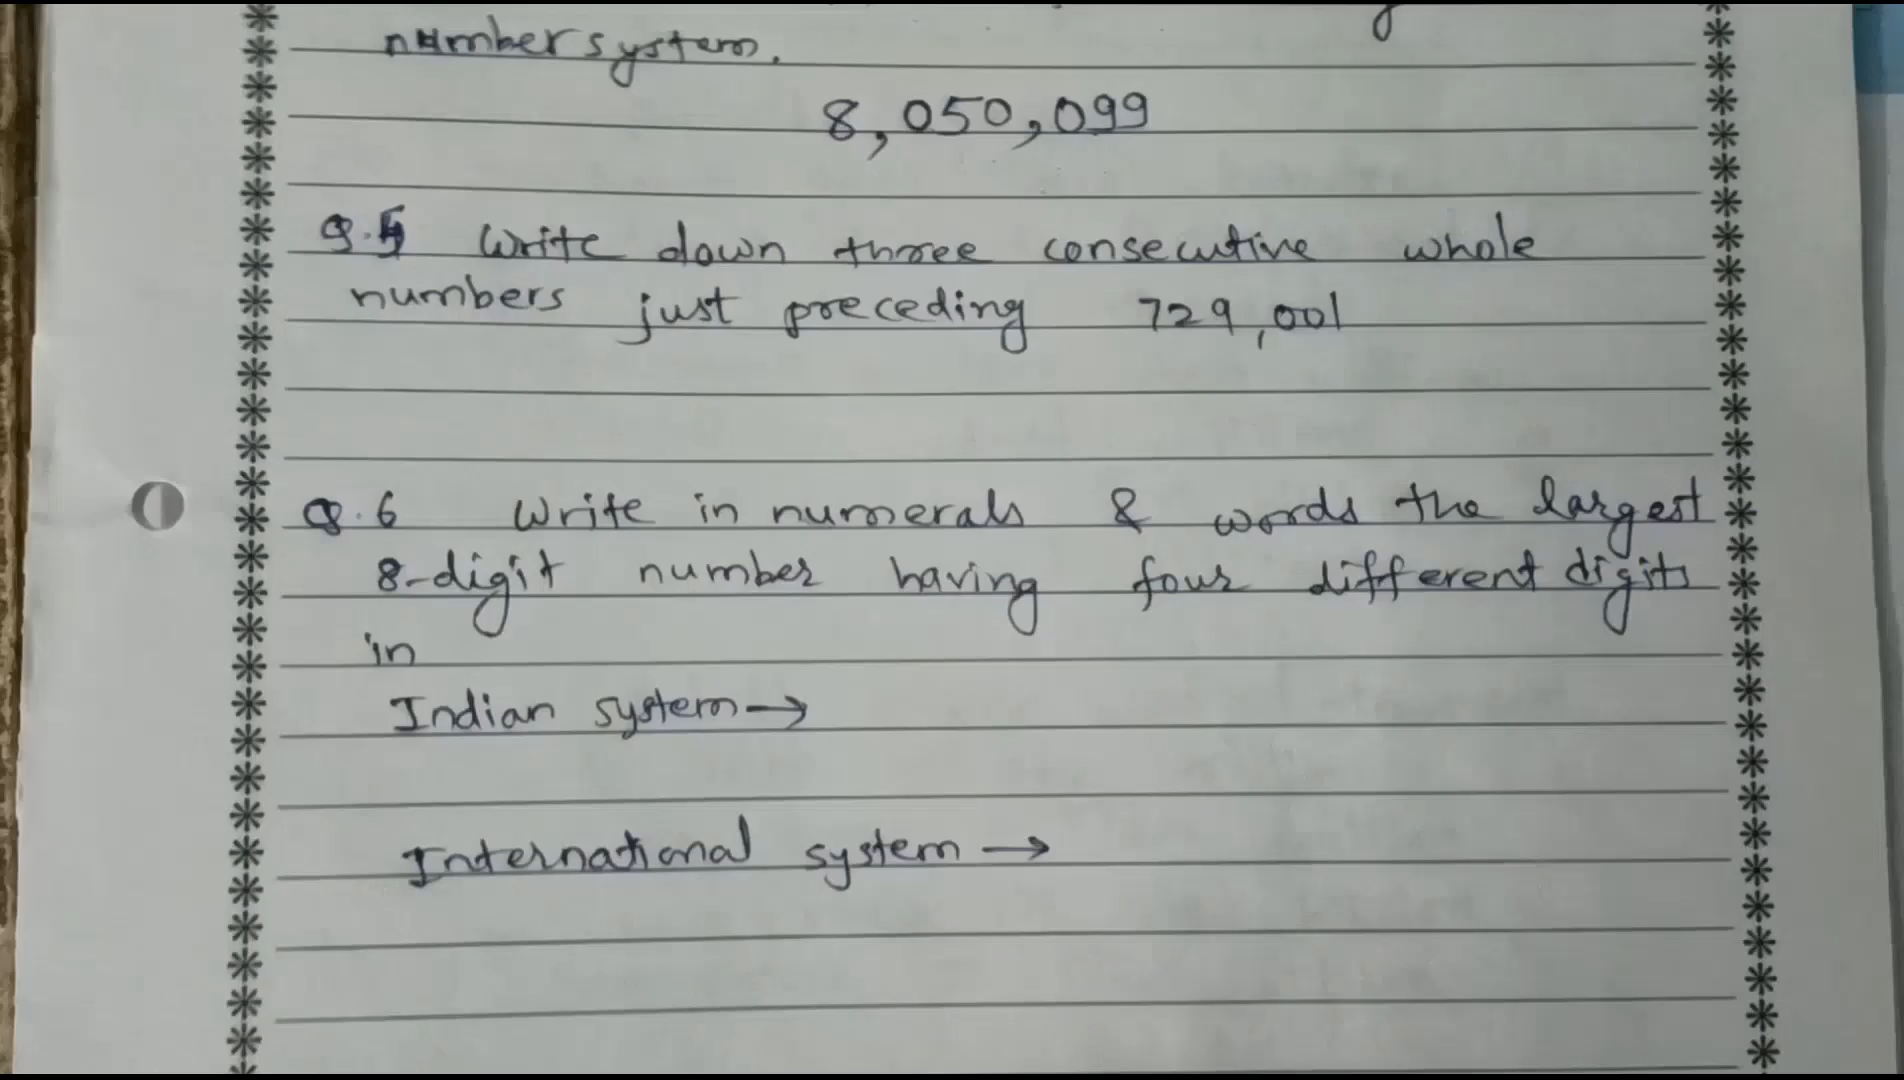 number system.
8,050,099
Q.5 Write down three consecutive whole
numbers just preceding 729,001
Q.6 Write in numerals & words the largest
8-digit number having four different digits
in
Indian system→
International system →